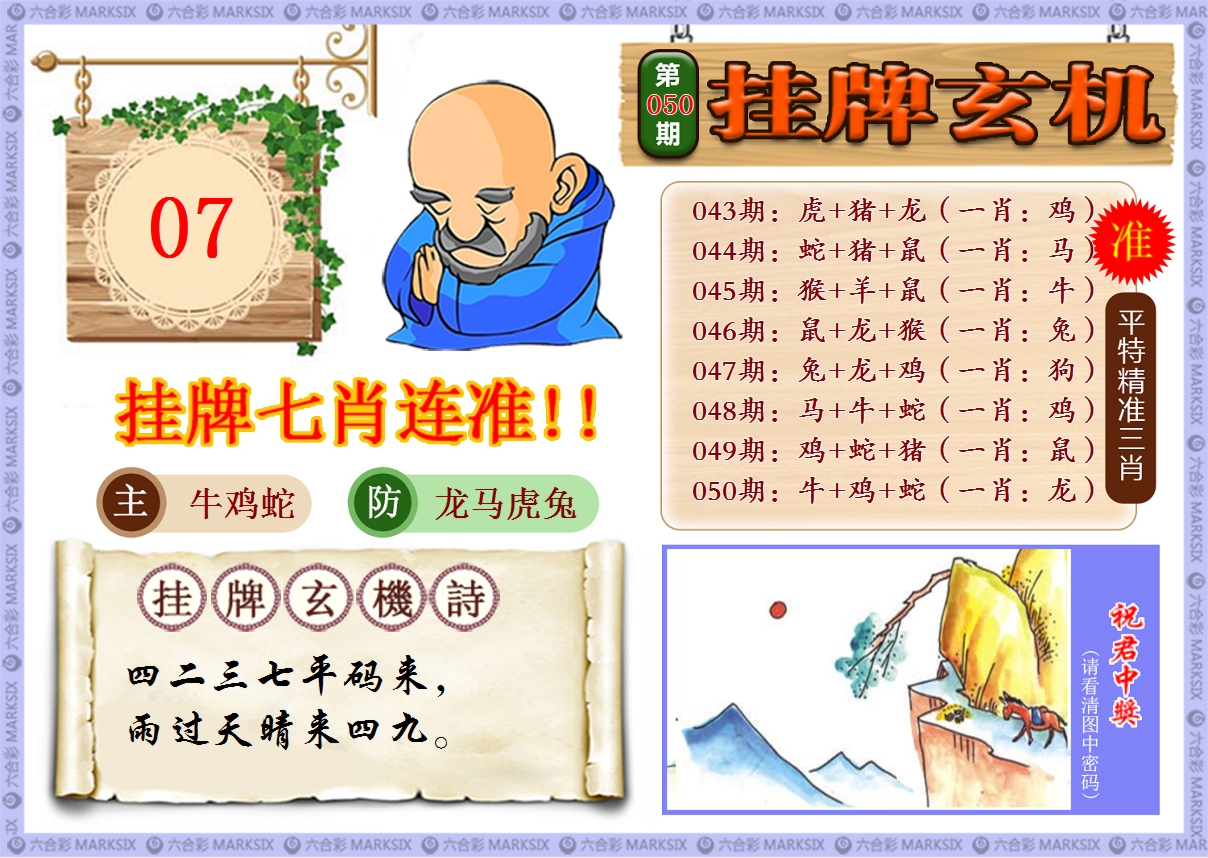 六合彩 MARKSIX
07
挂牌七肖连准!!
主 牛鸡蛇
防 龙马虎兔
挂牌玄機詩
四二三七平码来，
雨过天晴来四九。
第050期
挂牌玄机
043期：虎+猪+龙（一肖：鸡）
044期：蛇+猪+鼠（一肖：马）
045期：猴+羊+鼠（一肖：牛）
046期：鼠+龙+猴（一肖：兔）
047期：兔+龙+鸡（一肖：狗）
048期：马+牛+蛇（一肖：鸡）
049期：鸡+蛇+猪（一肖：鼠）
050期：牛+鸡+蛇（一肖：龙）
准
平特精准三肖
祝君中奖
（请看清图中密码）